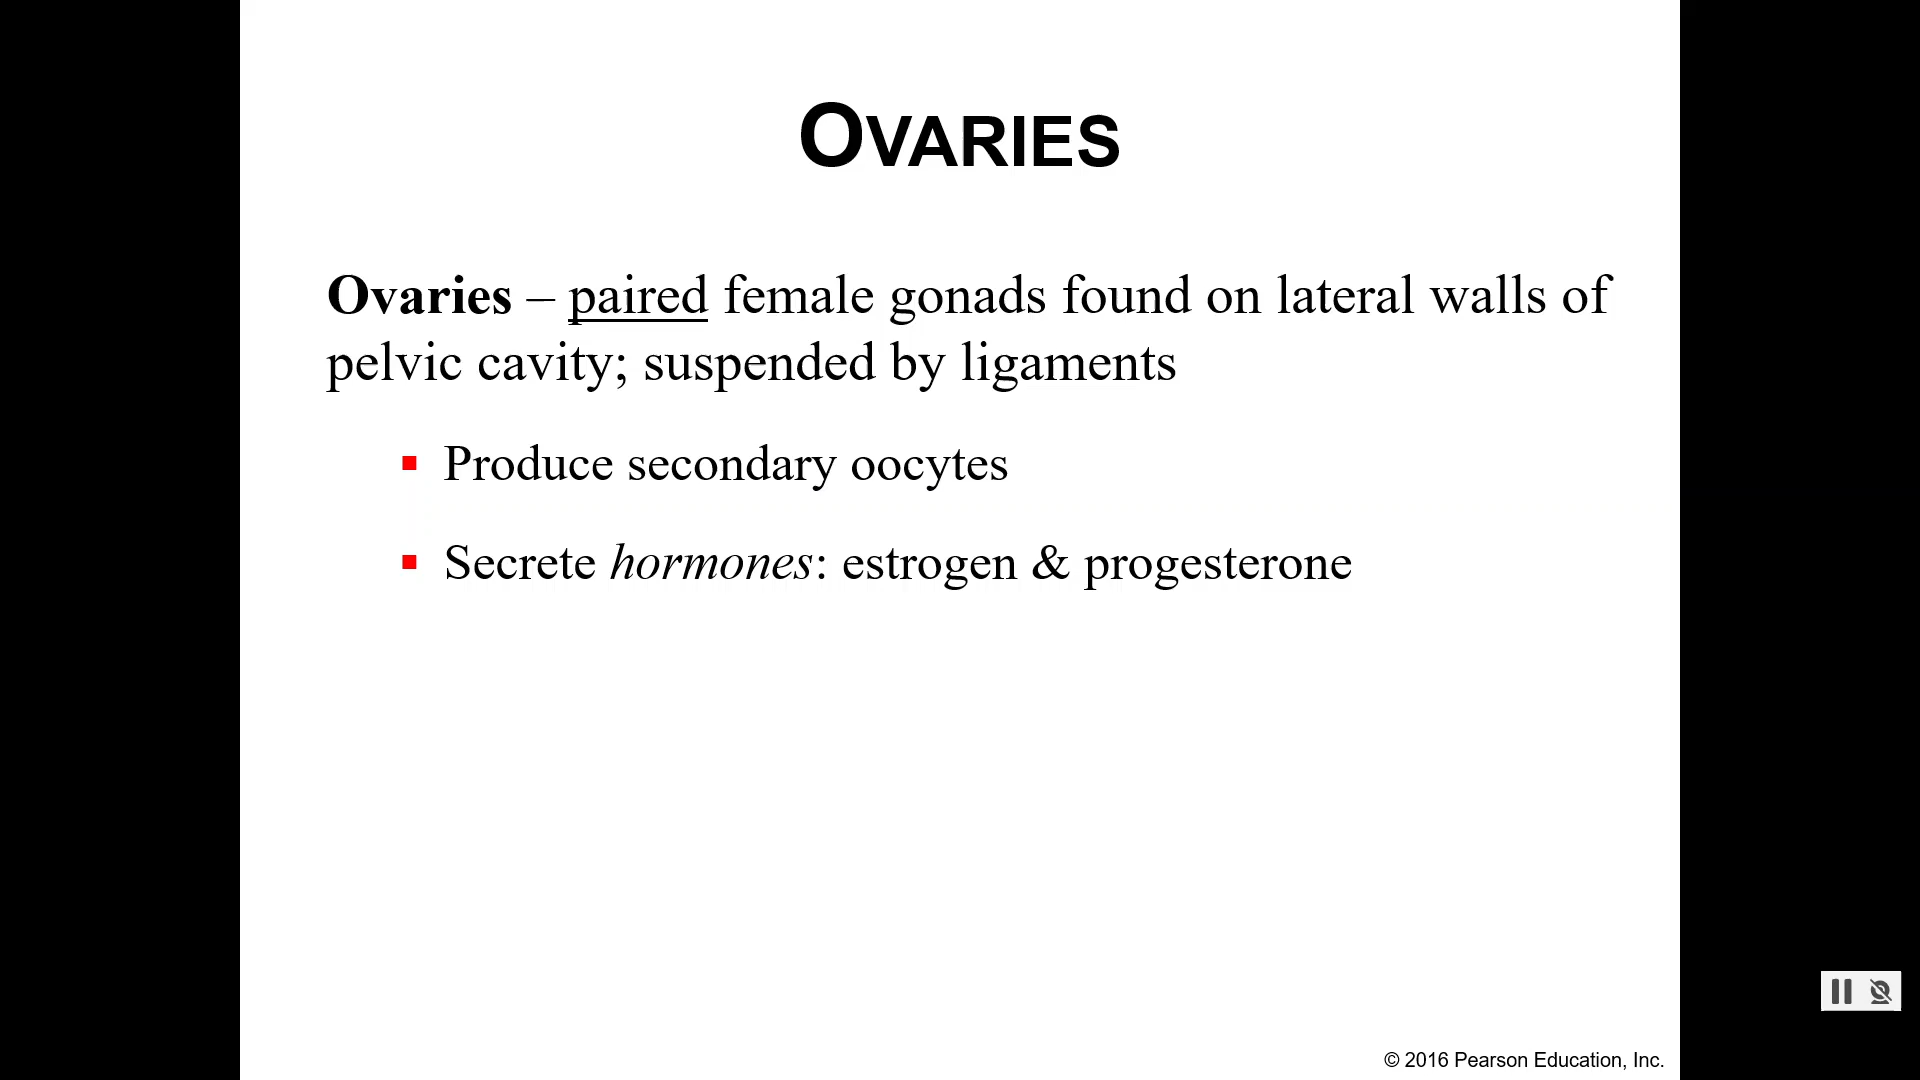 OVARIES
Ovaries – paired female gonads found on lateral walls of
pelvic cavity; suspended by ligaments
▪ Produce secondary oocytes
▪ Secrete hormones: estrogen & progesterone
© 2016 Pearson Education, Inc.